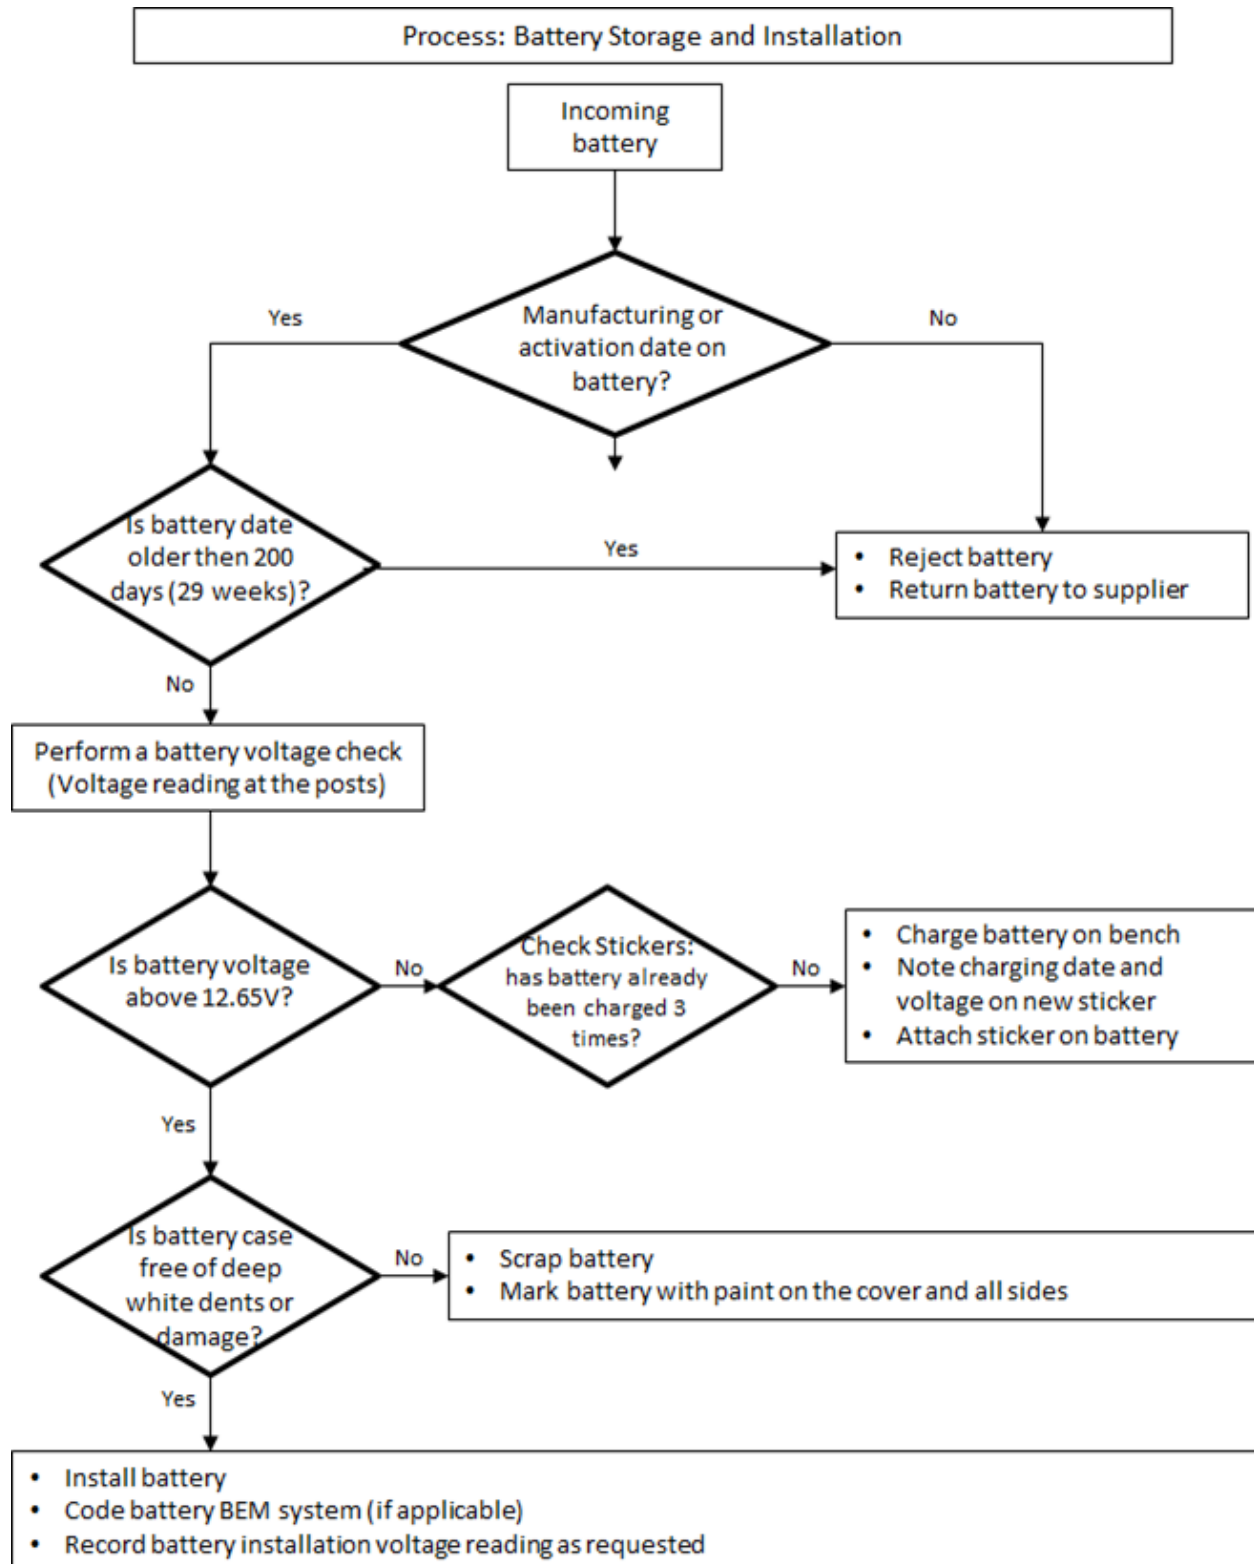 Process: Battery Storage and Installation
Incoming
battery
Manufacturing or
activation date on
battery?
Yes
No
Is battery date
older then 200
days (29 weeks)?
Yes
• Reject battery
• Return battery to supplier
No
Perform a battery voltage check
(Voltage reading at the posts)
Is battery voltage
above 12.65V?
No
Check Stickers:
has battery already
been charged 3
times?
No
• Charge battery on bench
• Note charging date and
voltage on new sticker
• Attach sticker on battery
Yes
Is battery case
free of deep
white dents or
damage?
No
• Scrap battery
• Mark battery with paint on the cover and all sides
Yes
• Install battery
• Code battery BEM system (if applicable)
• Record battery installation voltage reading as requested